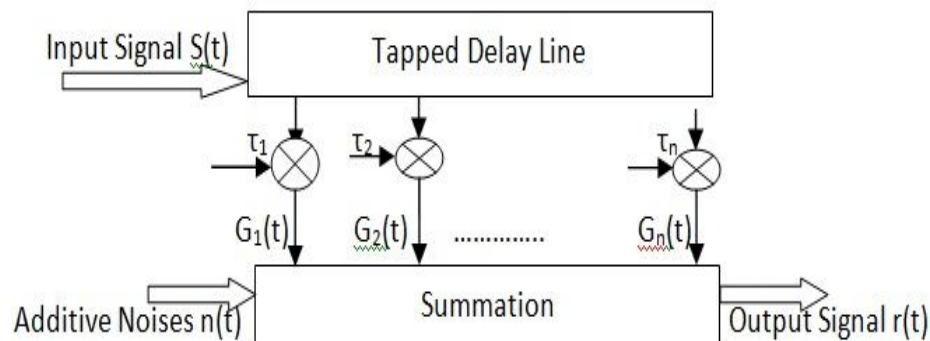 Input Signal S(t)
Tapped Delay Line
τ1
τ2
τn
G1(t)
G2(t)
..............
Gn(t)
Additive Noises n(t)
Summation
Output Signal r(t)